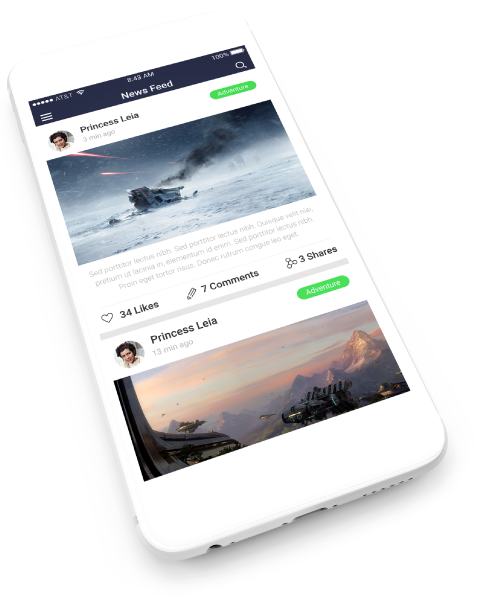 AT&T 8:43 AM 100%
News Feed
Princess Leia
3 min ago
Adventure
Sed porttitor lectus nibh. Sed porttitor lectus nibh. Quisque velit nisi,
pretium ut lacinia in, elementum id enim. Sed porttitor lectus nibh.
Proin eget tortor risus. Donec rutrum congue leo eget.
34 Likes 7 Comments 3 Shares
Princess Leia
13 min ago
Adventure